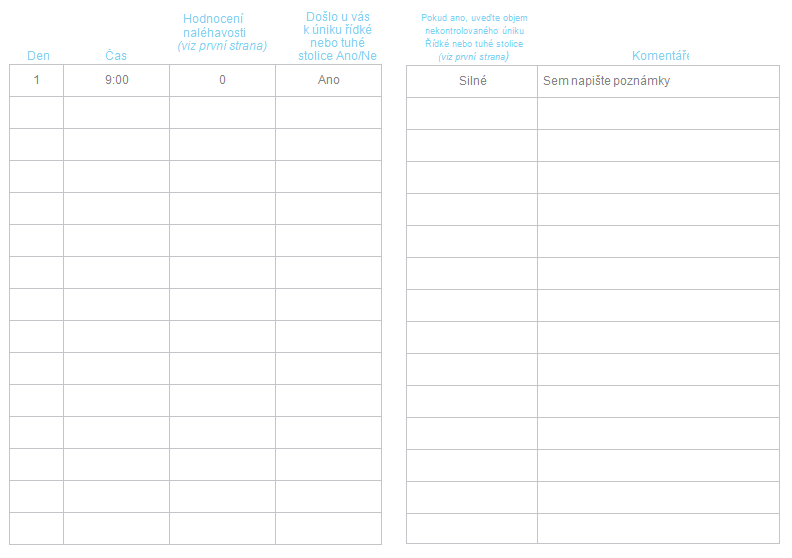 Den
Čas
Hodnocení
naléhavosti
(viz první strana)
Došlo u vás
k úniku řídké
nebo tuhé
stolice Ano/Ne
Pokud ano, uveďte objem
nekontrolovaného úniku
Řídké nebo tuhé stolice
(viz první strana)
Komentáře
1
9:00
0
Ano
Silné
Sem napište poznámky